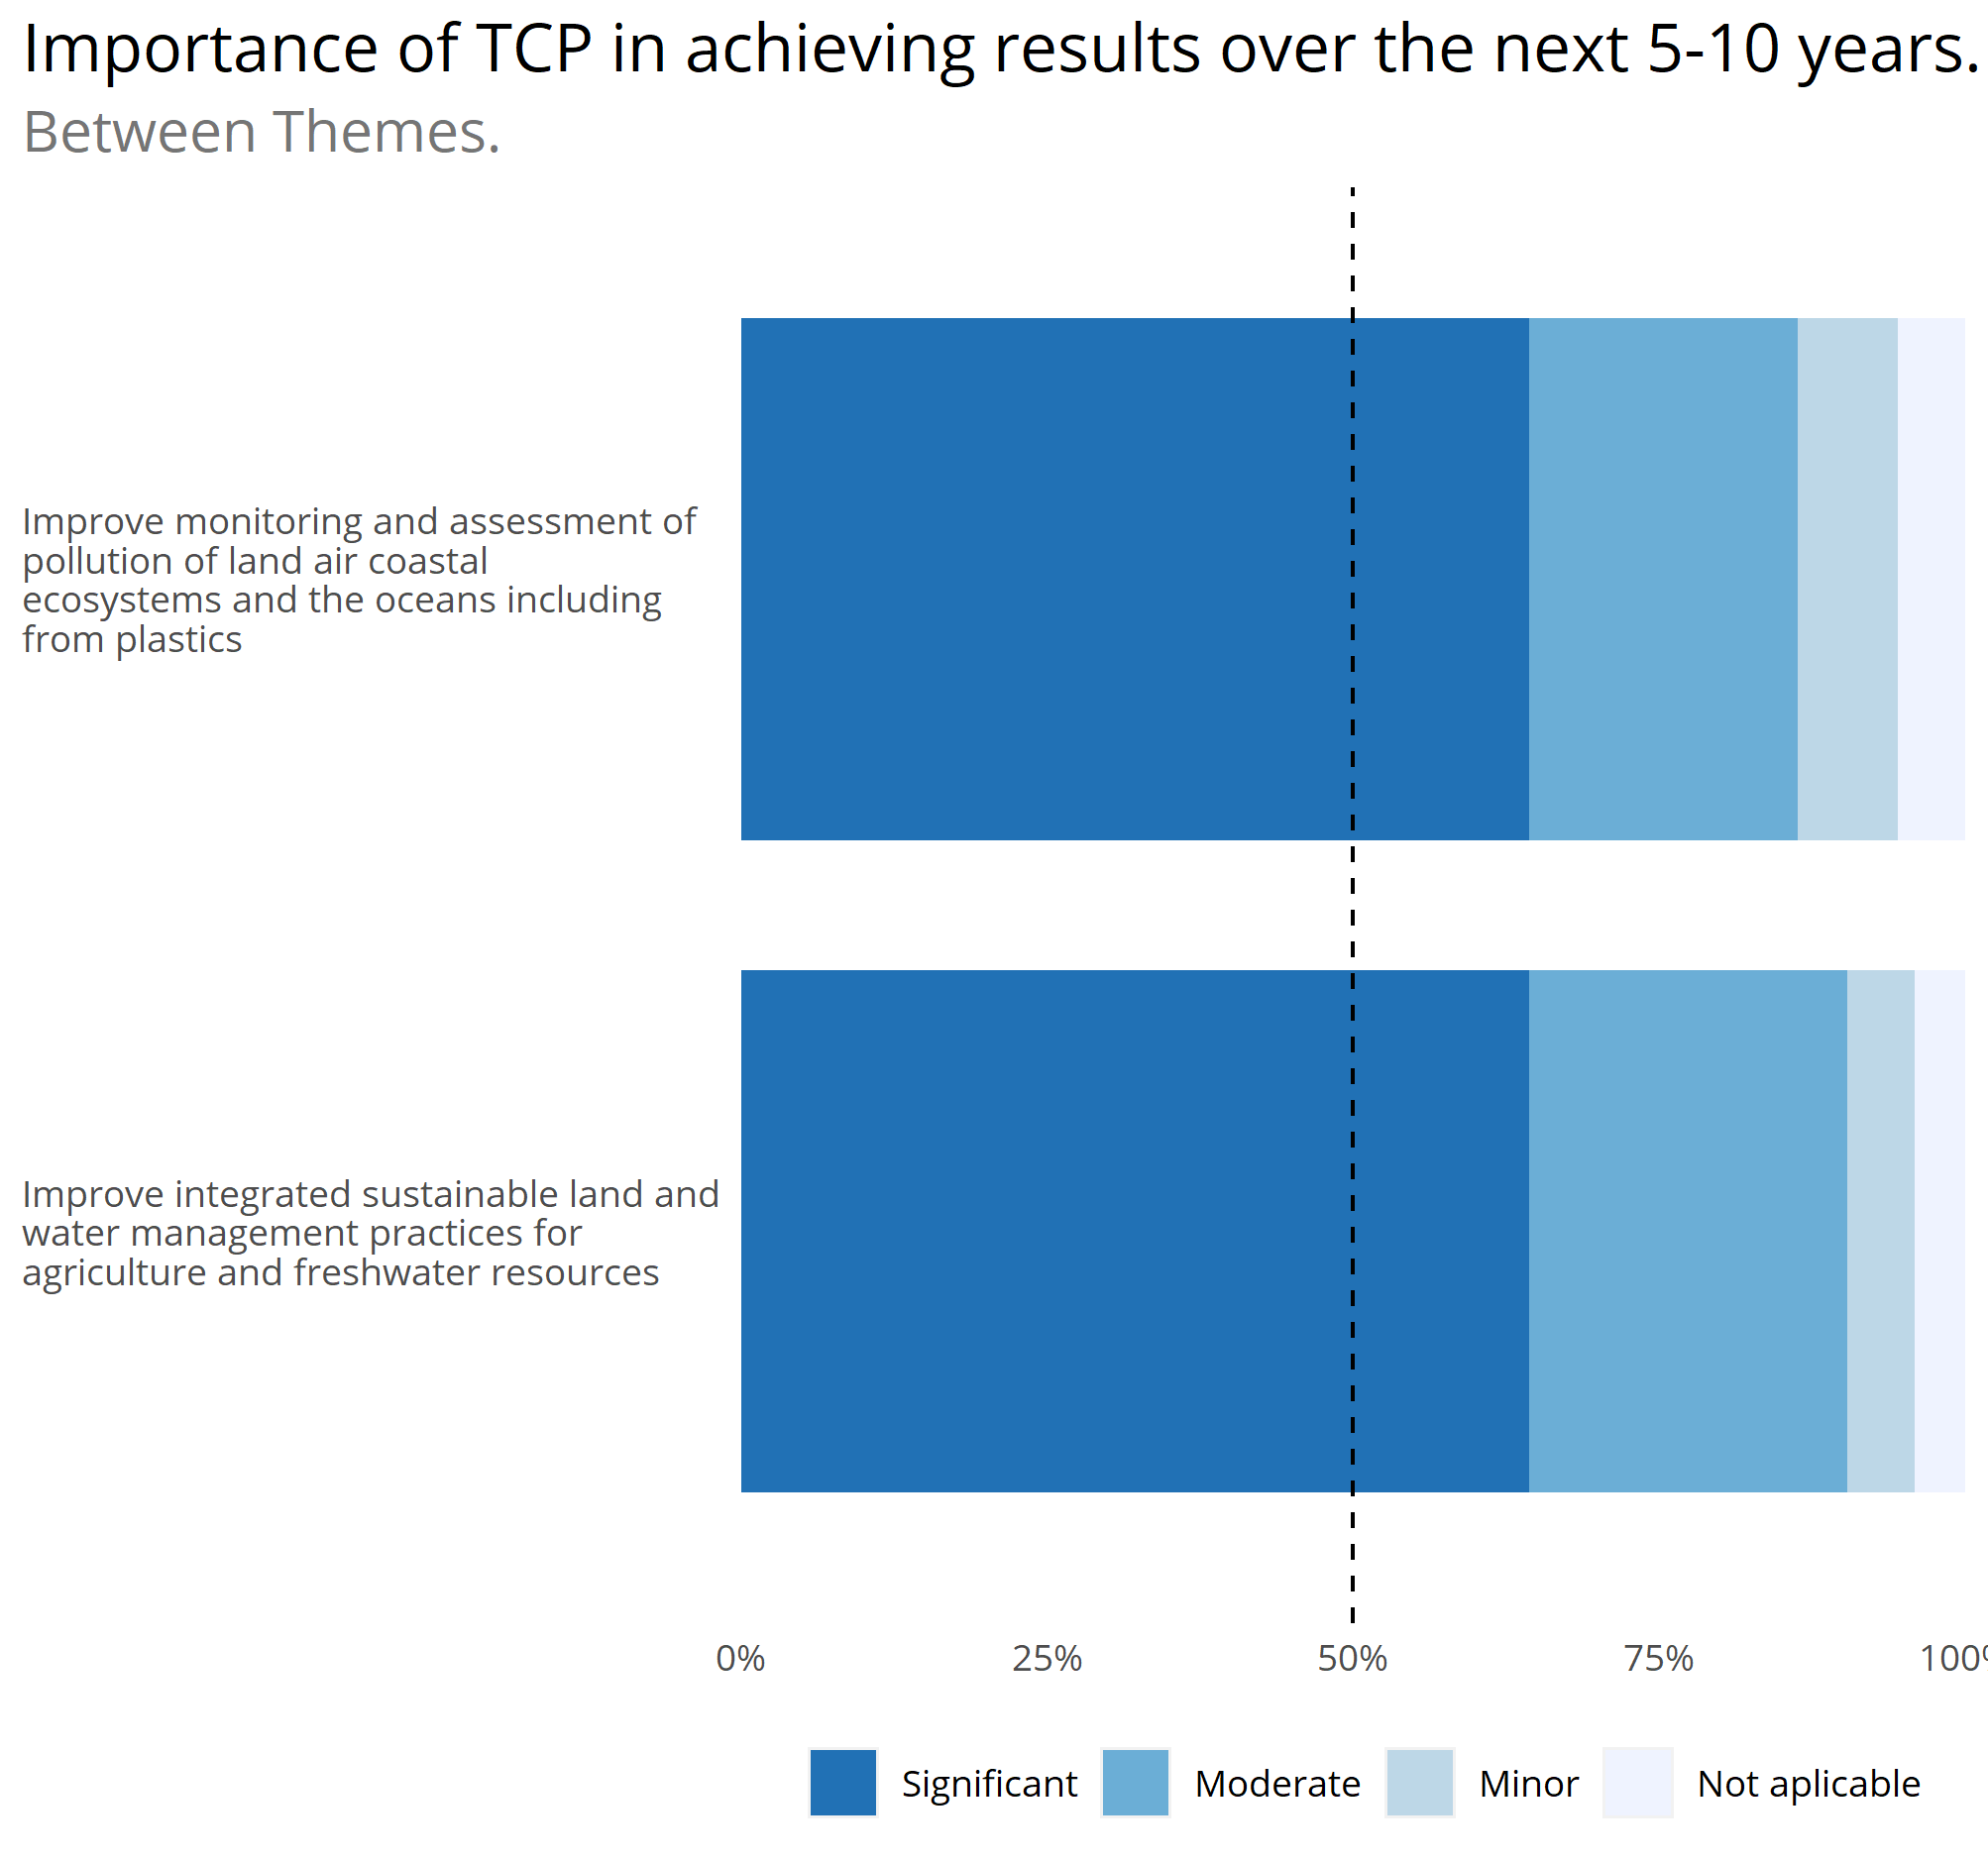 Importance of TCP in achieving results over the next 5-10 years.
Between Themes.
Improve monitoring and assessment of
pollution of land air coastal
ecosystems and the oceans including
from plastics
Improve integrated sustainable land and
water management practices for
agriculture and freshwater resources
0% 25% 50% 75% 100%
Significant Moderate Minor Not aplicable